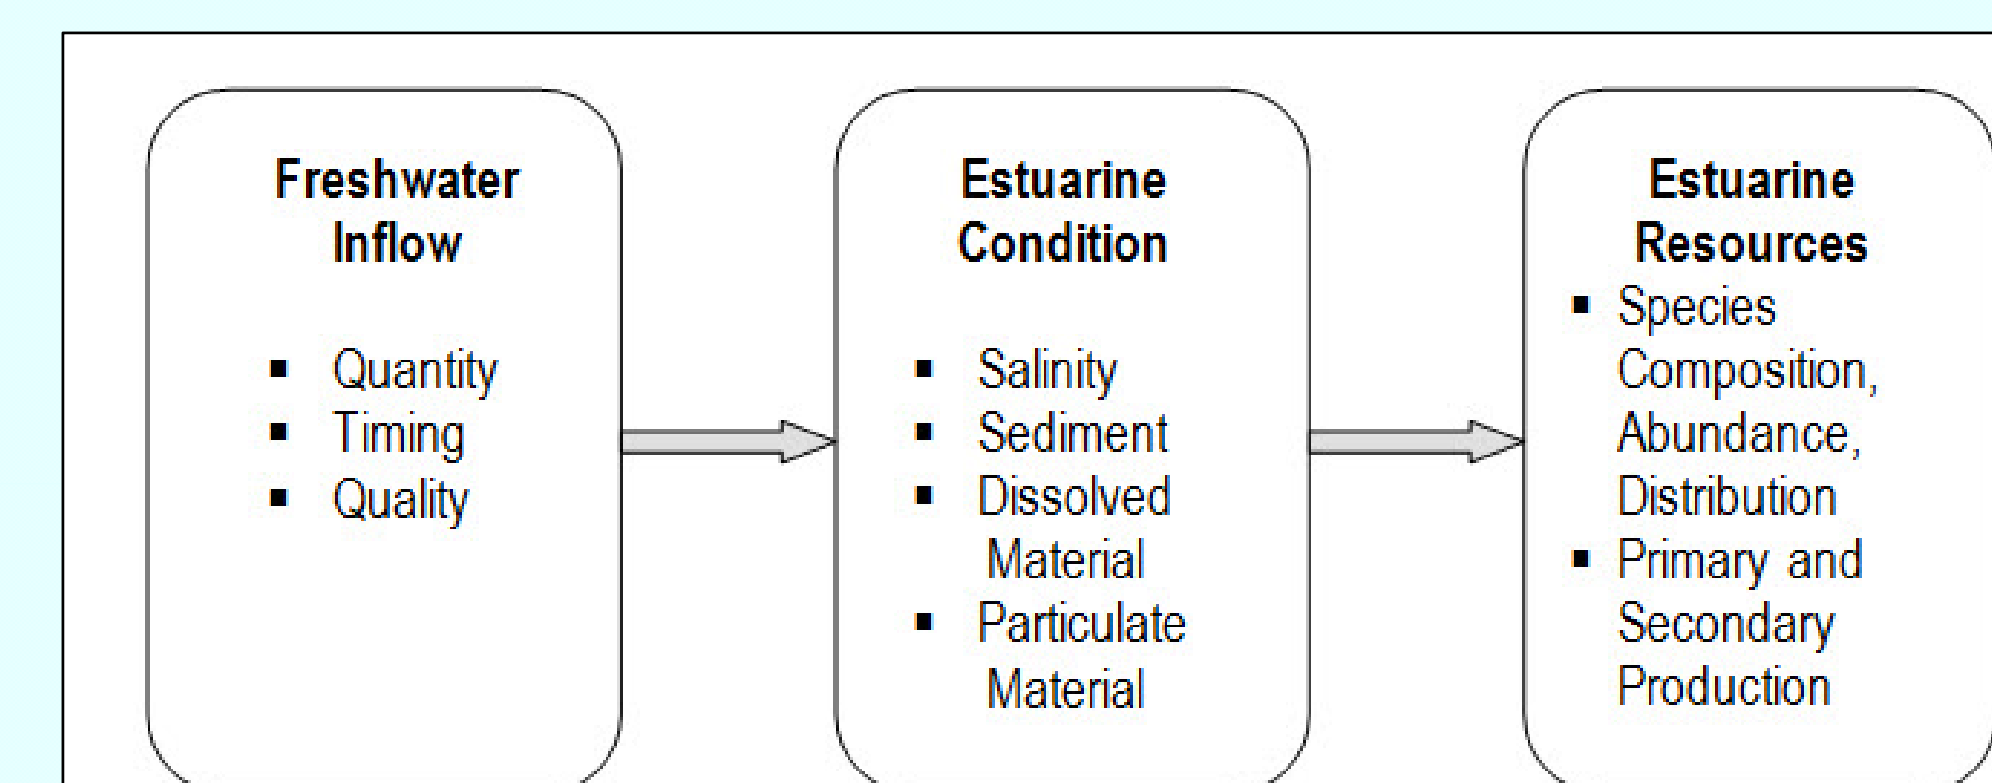 Freshwater
Inflow
▪ Quantity
▪ Timing
▪ Quality
Estuarine
Condition
▪ Salinity
▪ Sediment
▪ Dissolved
Material
▪ Particulate
Material
Estuarine
Resources
▪ Species
Composition,
Abundance,
Distribution
▪ Primary and
Secondary
Production